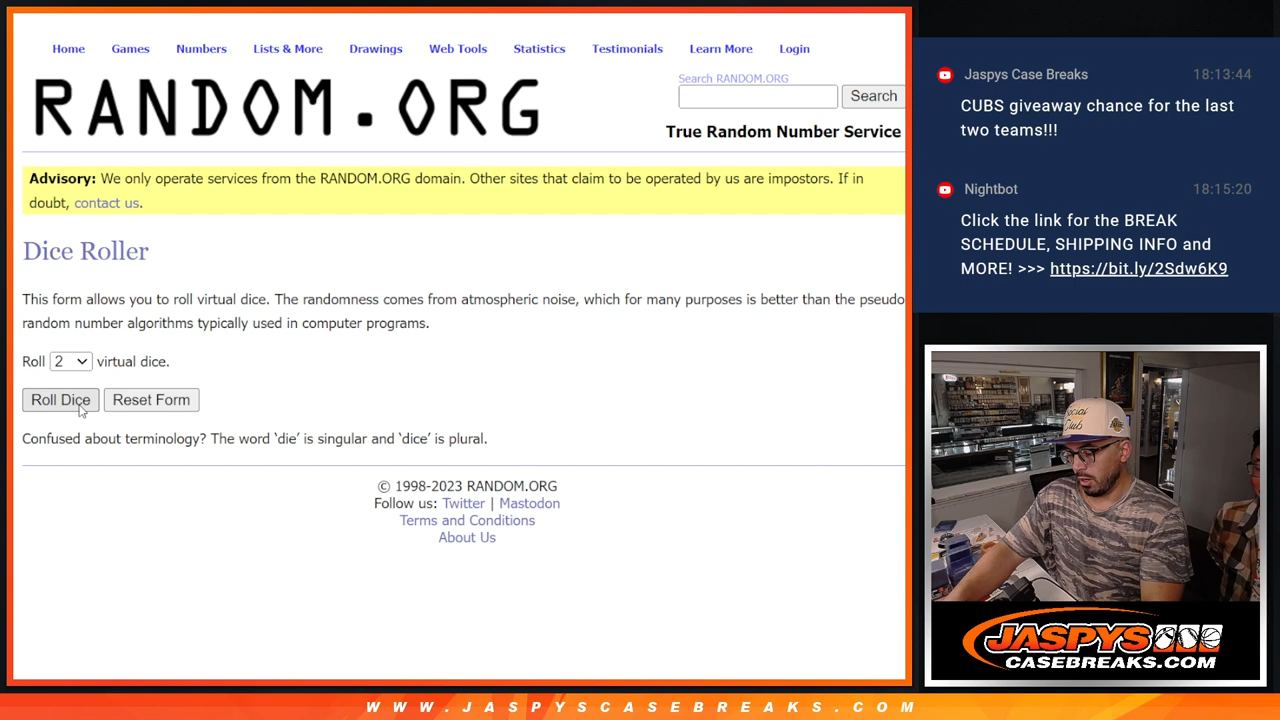 Home Games Numbers Lists & More Drawings Web Tools Statistics Testimonials Learn More Login
RANDOM.ORG
Search RANDOM.ORG
Search
True Random Number Service
Advisory: We only operate services from the RANDOM.ORG domain. Other sites that claim to be operated by us are impostors. If in
doubt, contact us.
Dice Roller
This form allows you to roll virtual dice. The randomness comes from atmospheric noise, which for many purposes is better than the pseudo
random number algorithms typically used in computer programs.
Roll 2 virtual dice.
Roll Dice Reset Form
Confused about terminology? The word ‘die’ is singular and ‘dice’ is plural.
© 1998-2023 RANDOM.ORG
Follow us: Twitter | Mastodon
Terms and Conditions
About Us
Jaspys Case Breaks 18:13:44
CUBS giveaway chance for the last
two teams!!!
Nightbot 18:15:20
Click the link for the BREAK
SCHEDULE, SHIPPING INFO and
MORE! >>> https://bit.ly/2Sdw6K9
Social
Club
JASPYS
CASEBREAKS.COM
WWW.JASPYSCASEBREAKS.COM